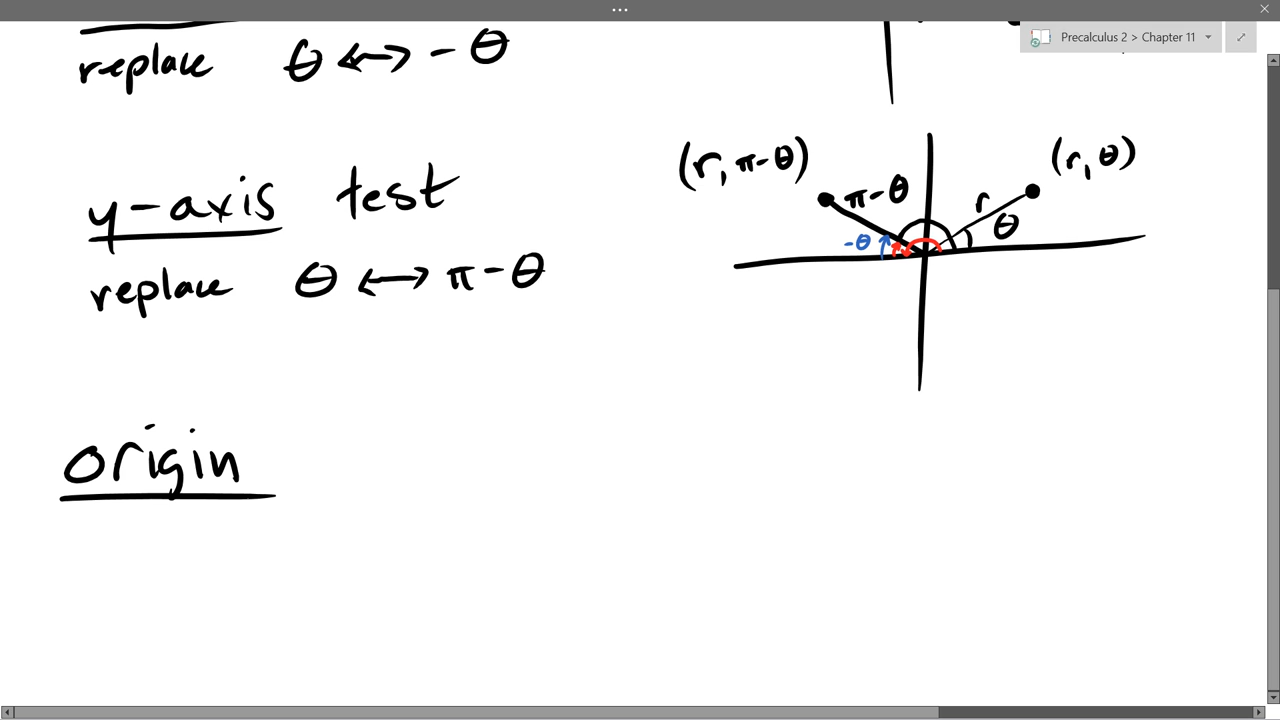 Precalculus 2 > Chapter 11
replace θ ↔ - θ
y-axis test
replace θ ↔ π - θ
(r, π-θ)
(r, θ)
π-θ
r
θ
-θ
origin